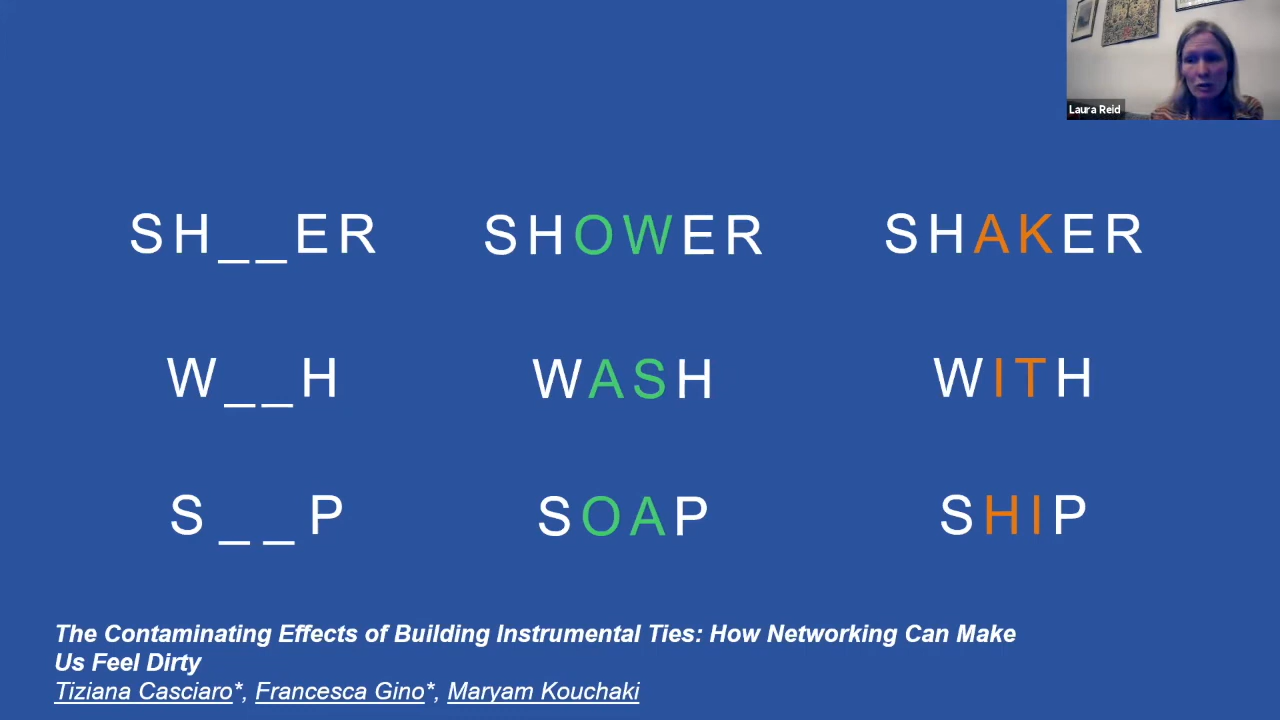 Laura Reid
SH__ER SHOWER SHAKER
W__H WASH WITH
S__P SOAP SHIP
The Contaminating Effects of Building Instrumental Ties: How Networking Can Make
Us Feel Dirty
Tiziana Casciaro*, Francesca Gino*, Maryam Kouchaki